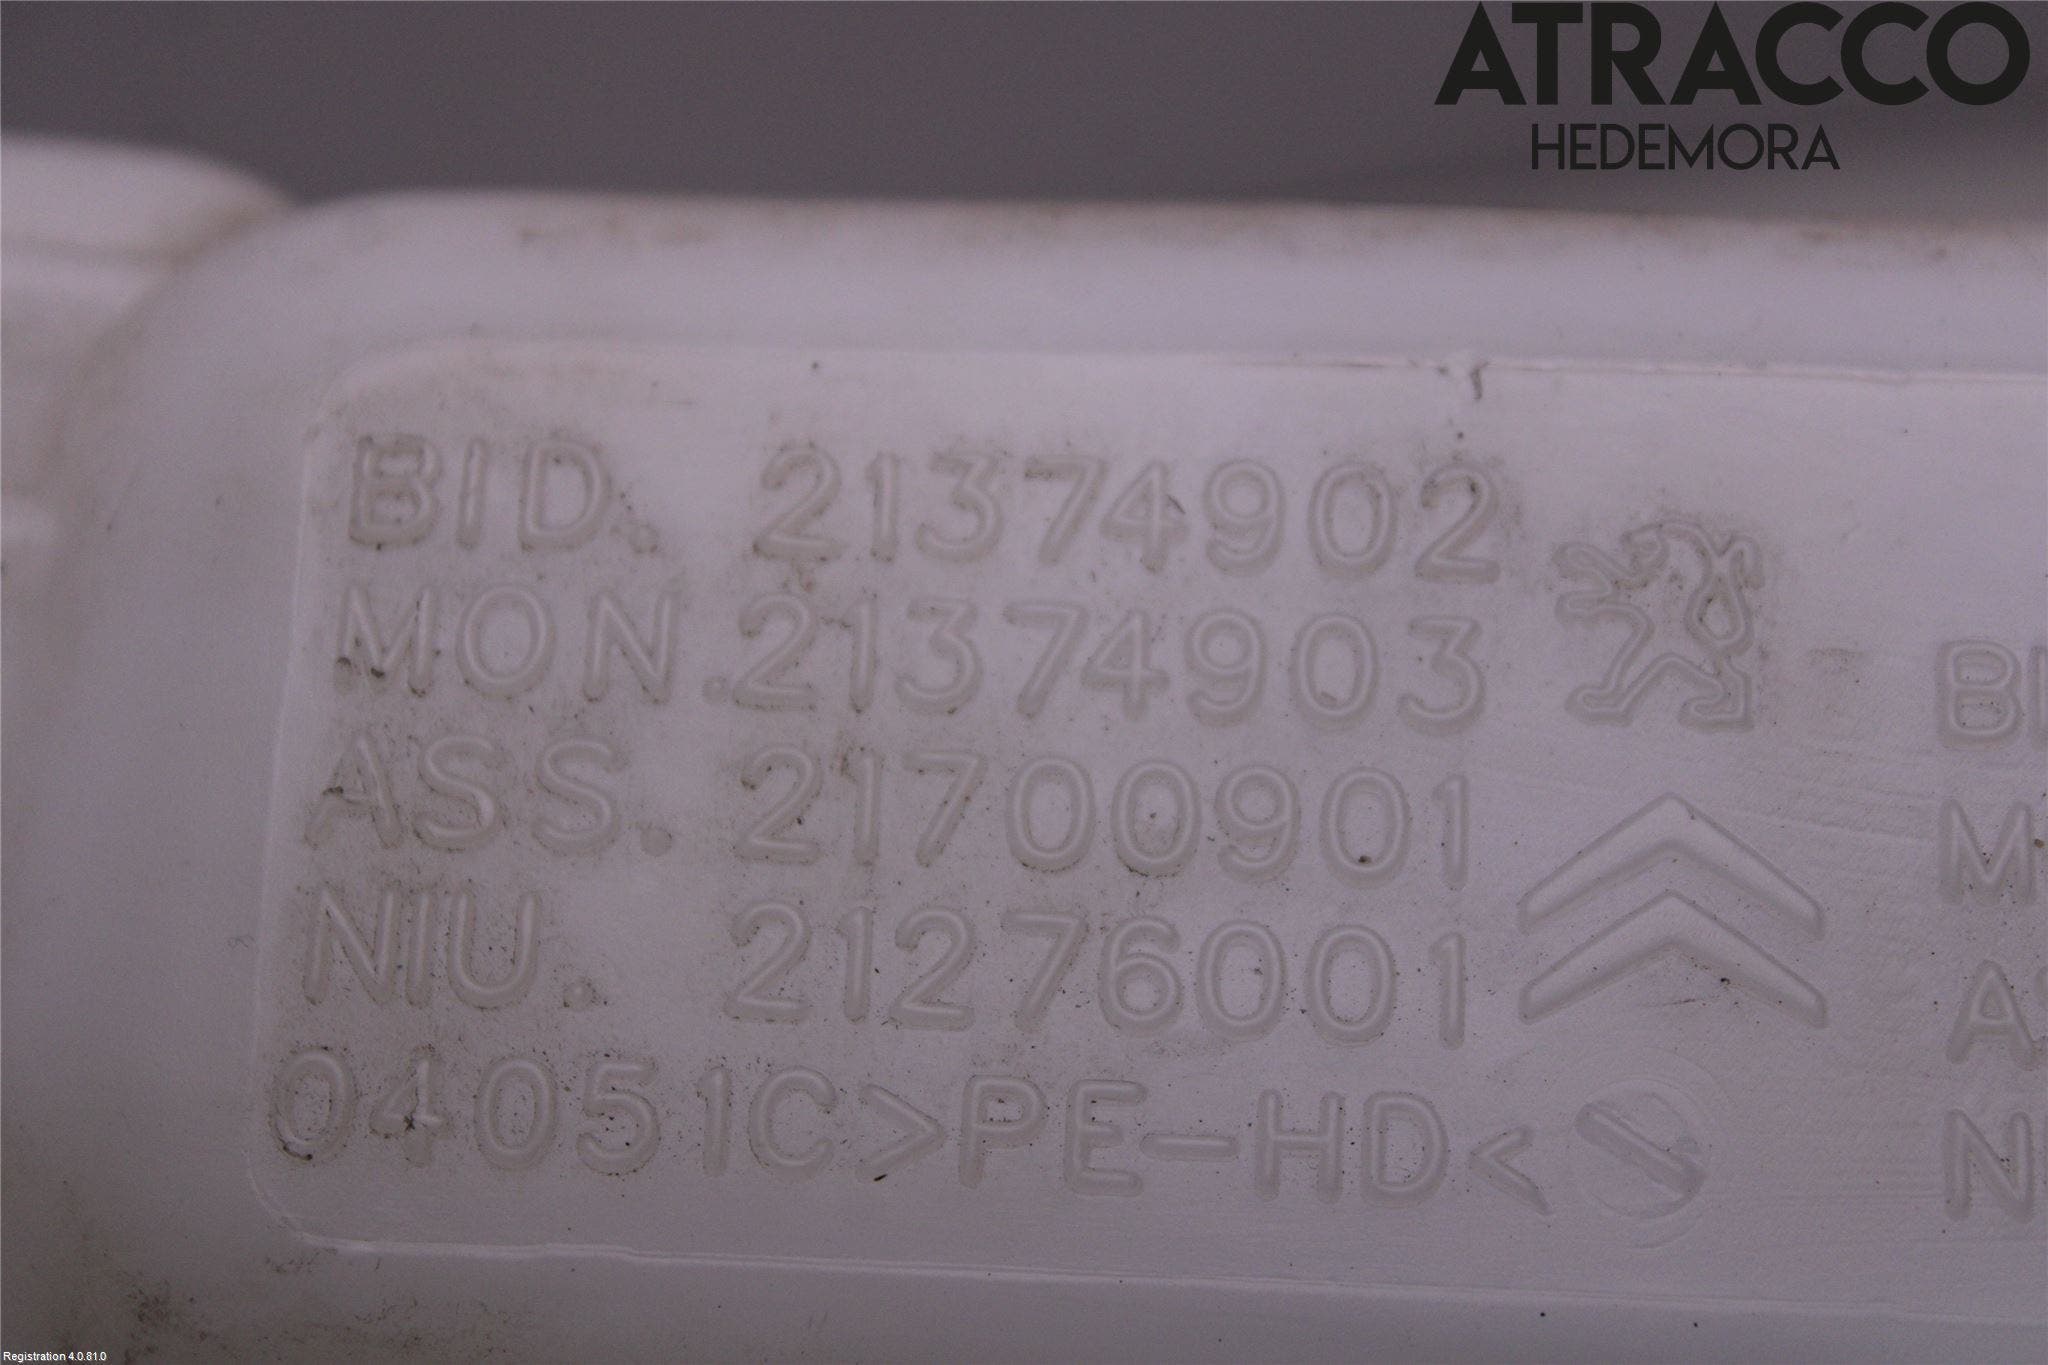 ATRACCO
HEDEMORA
BID. 21374902
MON. 21374903
ASS. 21700901
NIU. 21276001
04051C>PE-HD<
B
M
A
N
Registration 4.0.81.0